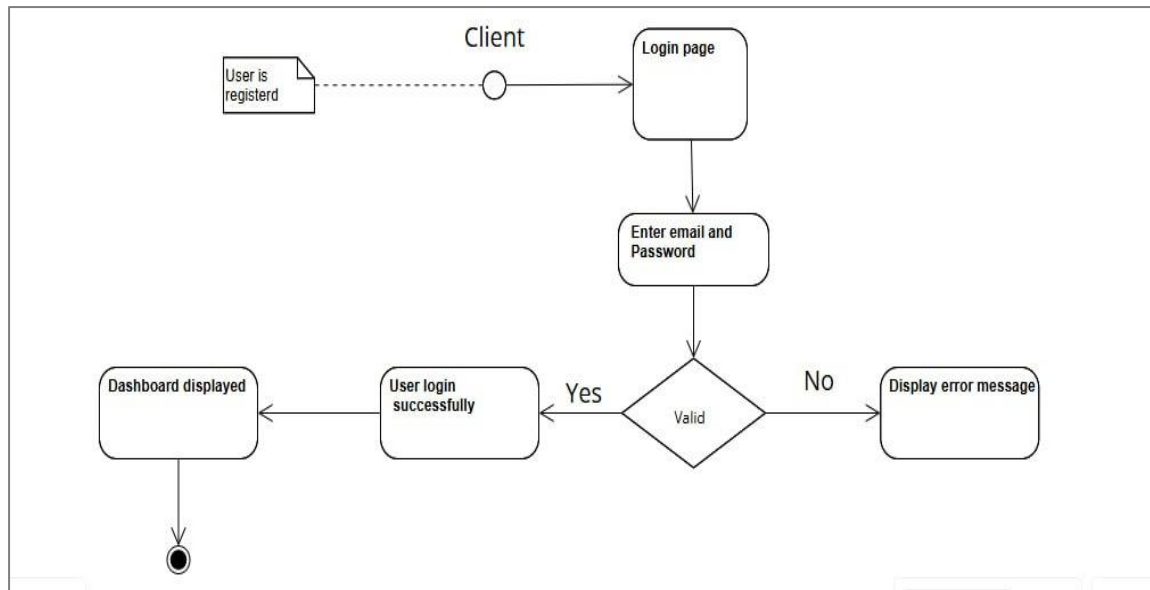 Client
Login page
User is
registerd
Enter email and
Password
Dashboard displayed
User login
successfully
Yes
Valid
No
Display error message